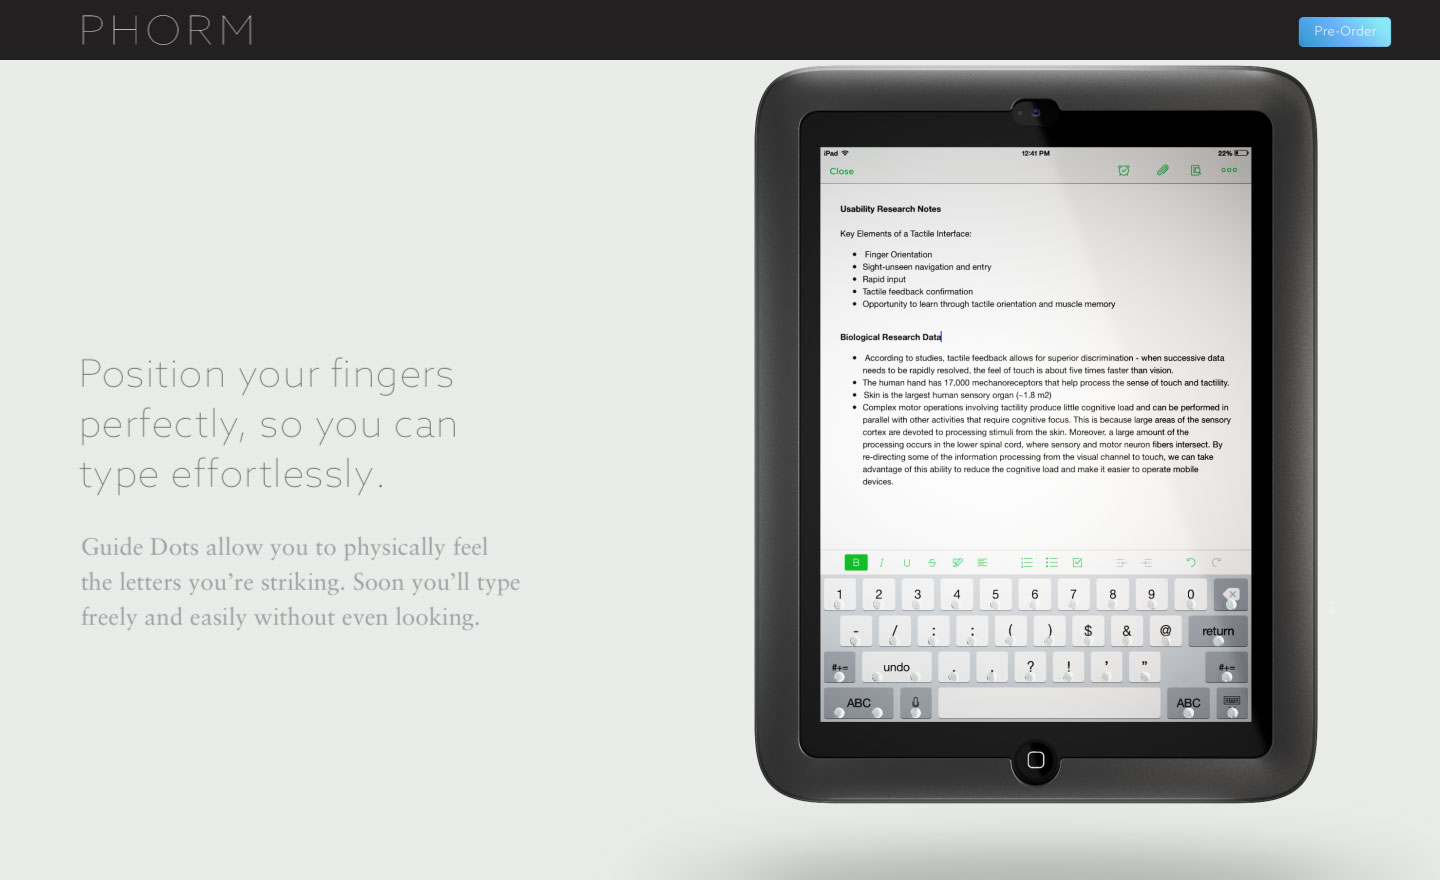 PHORM
Pre-Order
Position your fingers
perfectly, so you can
type effortlessly.
Guide Dots allow you to physically feel
the letters you’re striking. Soon you’ll type
freely and easily without even looking.
iPad 12:41 PM 22%
Close
Usability Research Notes
Key Elements of a Tactile Interface:
• Finger Orientation
• Sight-unseen navigation and entry
• Rapid input
• Tactile feedback confirmation
• Opportunity to learn through tactile orientation and muscle memory
Biological Research Data
• According to studies, tactile feedback allows for superior discrimination - when successive data
needs to be rapidly resolved, the feel of touch is about five times faster than vision.
• The human hand has 17,000 mechanoreceptors that help process the sense of touch and tactility.
• Skin is the largest human sensory organ (~1.8 m2)
• Complex motor operations involving tactility produce little cognitive load and can be performed in
parallel with other activities that require cognitive focus. This is because large areas of the sensory
cortex are devoted to processing stimuli from the skin. Moreover, a large amount of the
processing occurs in the lower spinal cord, where sensory and motor neuron fibers intersect. By
re-directing some of the information processing from the visual channel to touch, we can take
advantage of this ability to reduce the cognitive load and make it easier to operate mobile
devices.
B I U S
1 2 3 4 5 6 7 8 9 0
- / : : ( ) $ & @ return
#+= undo . . ? ! ' " #+=
ABC ABC